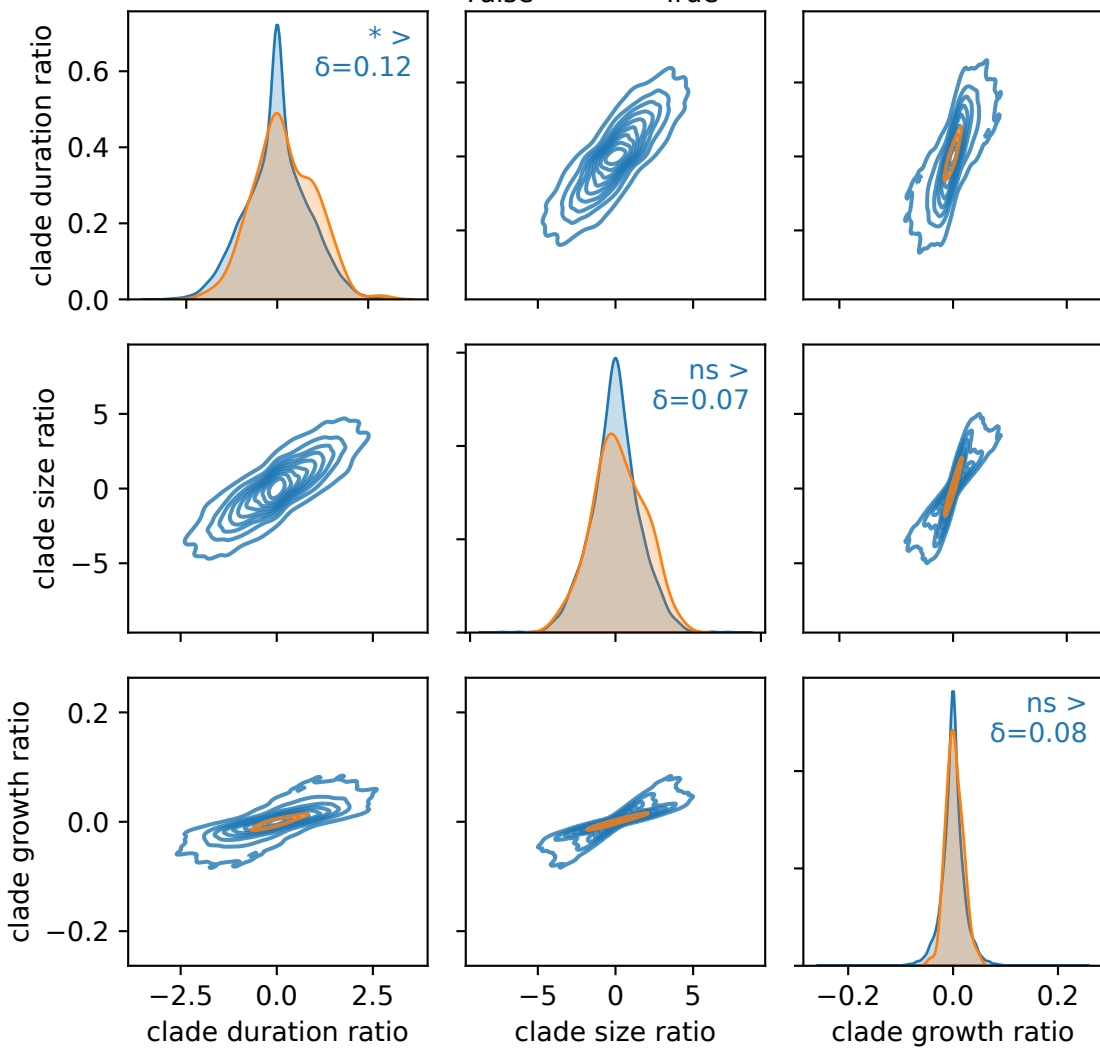 clade duration ratio
0.6
0.4
0.2
0.0
* >
δ=0.12
clade size ratio
5
0
−5
ns >
δ=0.07
clade growth ratio
0.2
0.0
−0.2
ns >
δ=0.08
−2.5 0.0 2.5
−5 0 5
−0.2 0.0 0.2
clade duration ratio
clade size ratio
clade growth ratio